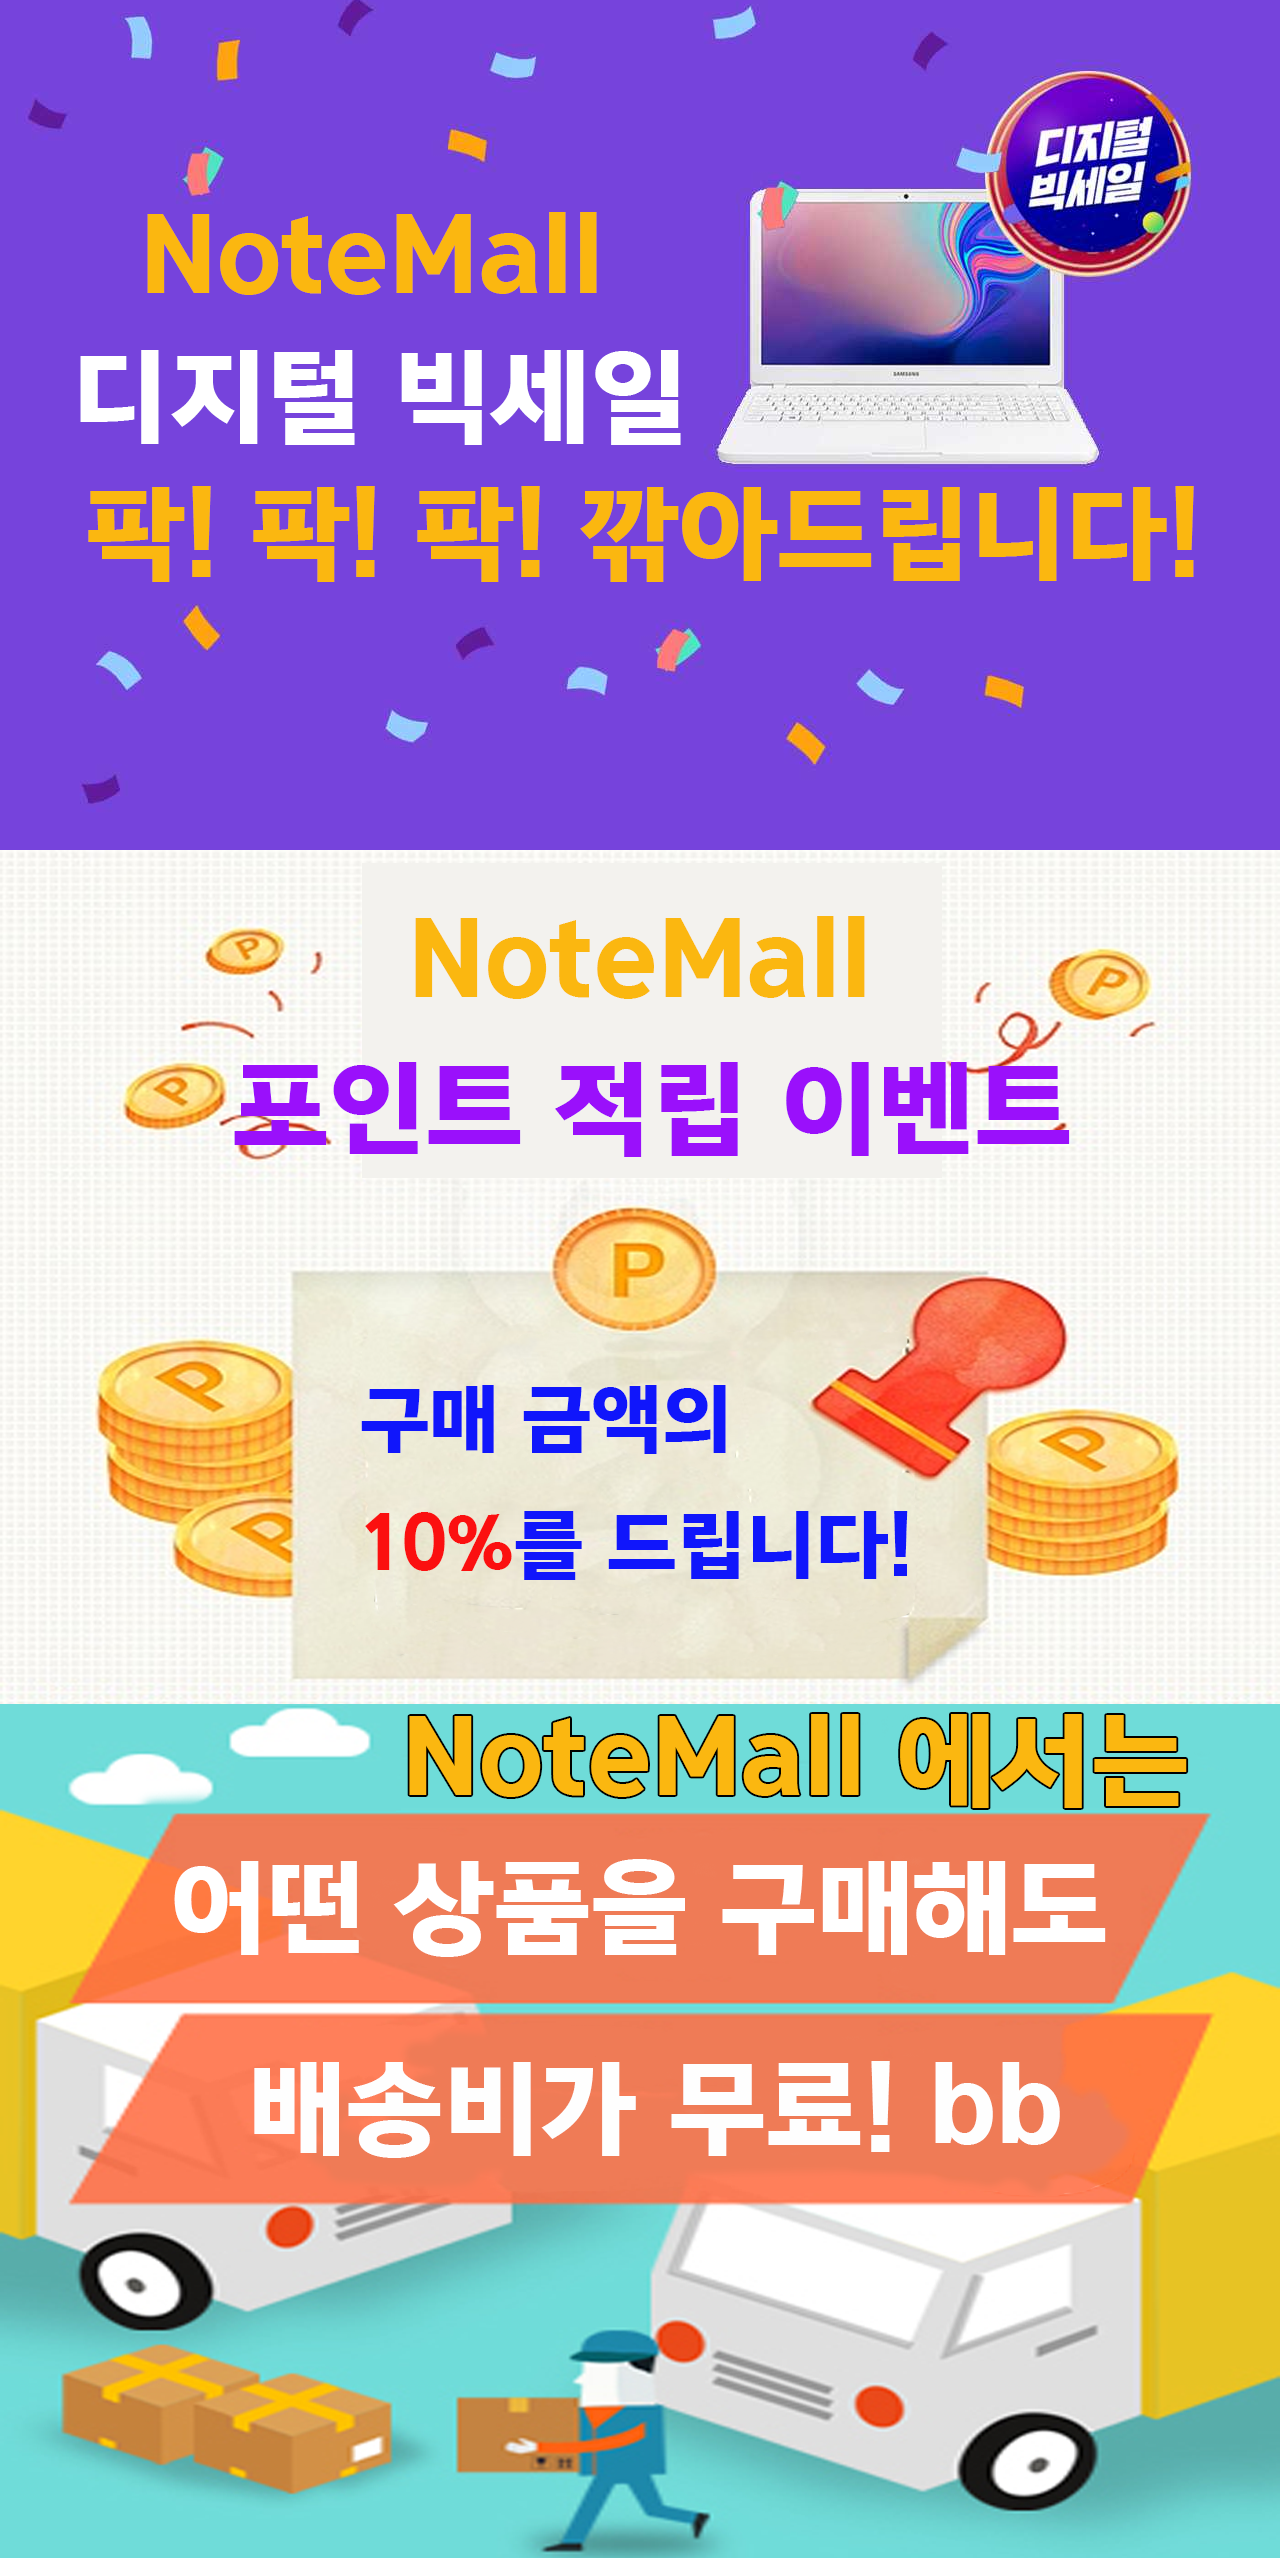 디지털
빅세일
NoteMall
디지털 빅세일
SAMSUNG
팍! 팍! 팍! 깎아드립니다!
P
P
NoteMall
P
포인트 적립 이벤트
P
P
구매 금액의
P
10%를 드립니다!
P
NoteMall 에서는
어떤 상품을 구매해도
배송비가 무료! bb